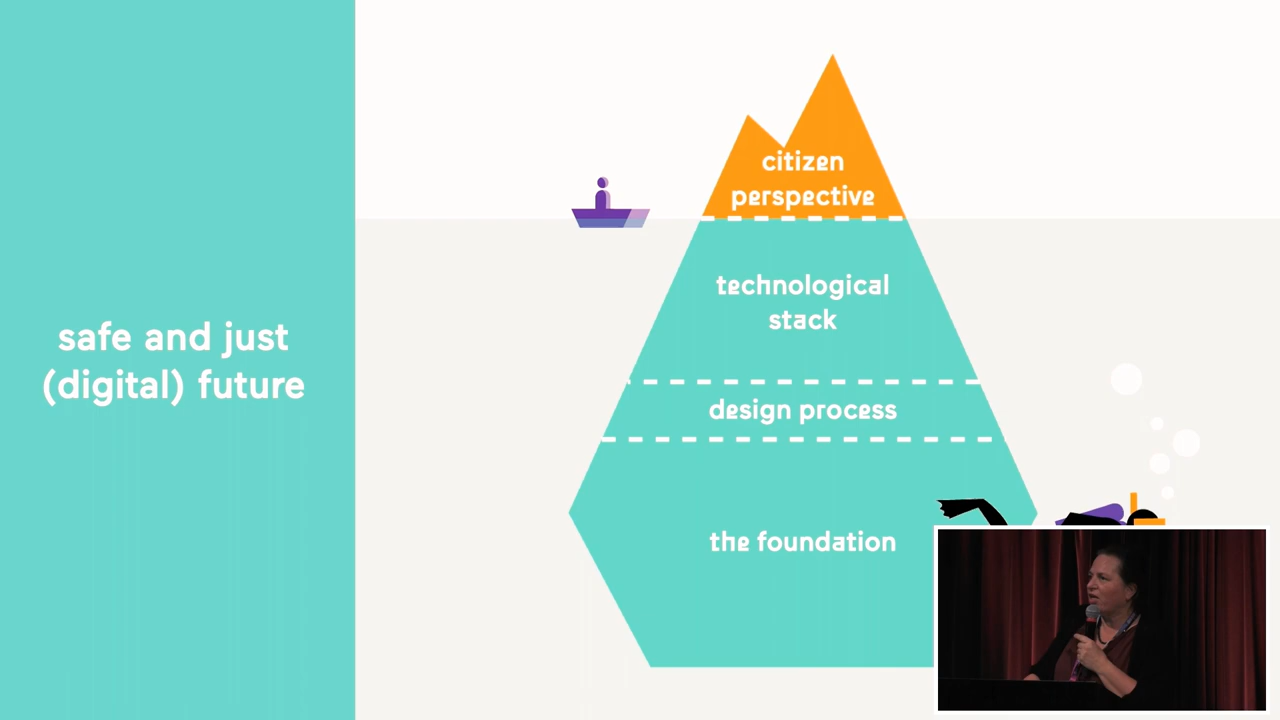 safe and just
(digital) future
citizen
perspective
technological
stack
design process
the foundation